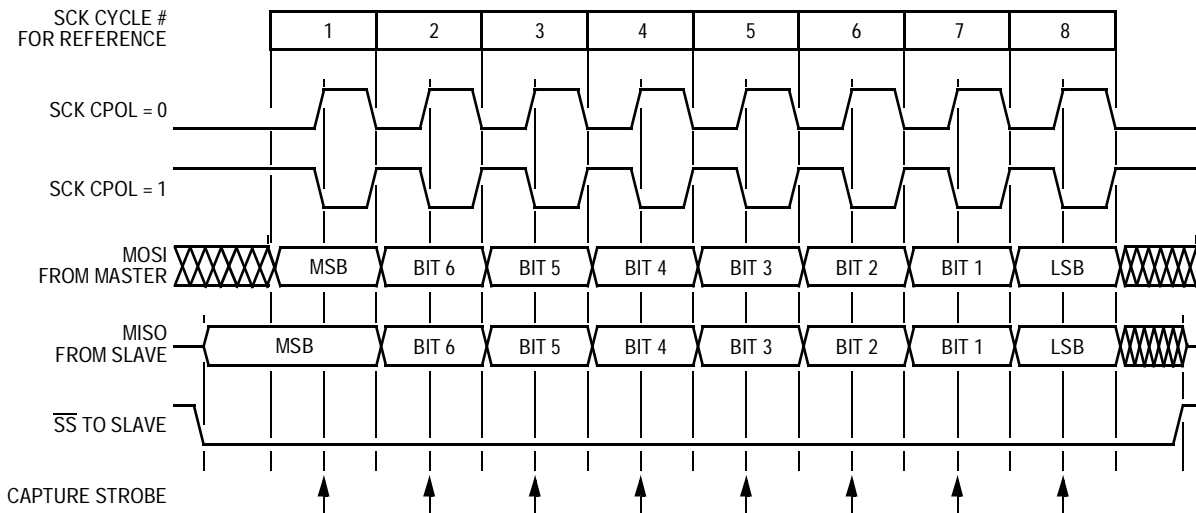 SCK CYCLE #
FOR REFERENCE
1 2 3 4 5 6 7 8
SCK CPOL = 0
SCK CPOL = 1
MOSI
FROM MASTER
MSB BIT 6 BIT 5 BIT 4 BIT 3 BIT 2 BIT 1 LSB
MISO
FROM SLAVE
MSB BIT 6 BIT 5 BIT 4 BIT 3 BIT 2 BIT 1 LSB
S̅S̅ TO SLAVE
CAPTURE STROBE